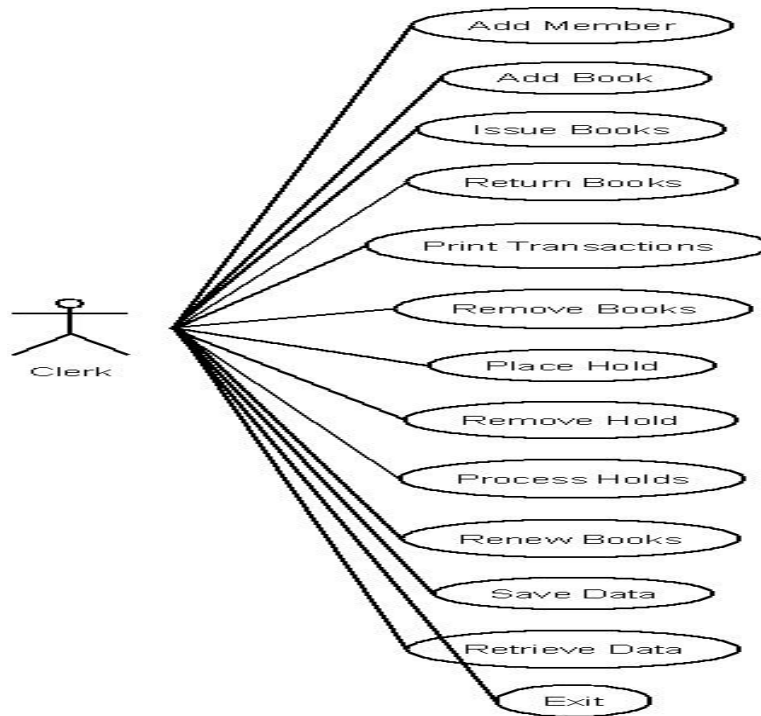 Add Member
Add Book
Issue Books
Return Books
Print Transactions
Remove Books
Place Hold
Clerk
Remove Hold
Process Holds
Renew Books
Save Data
Retrieve Data
Exit